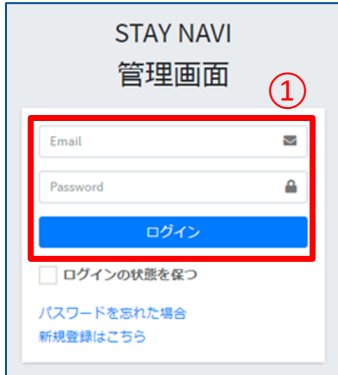 STAY NAVI
管理画面
①
Email
Password
ログイン
ログインの状態を保つ
パスワードを忘れた場合
新規登録はこちら